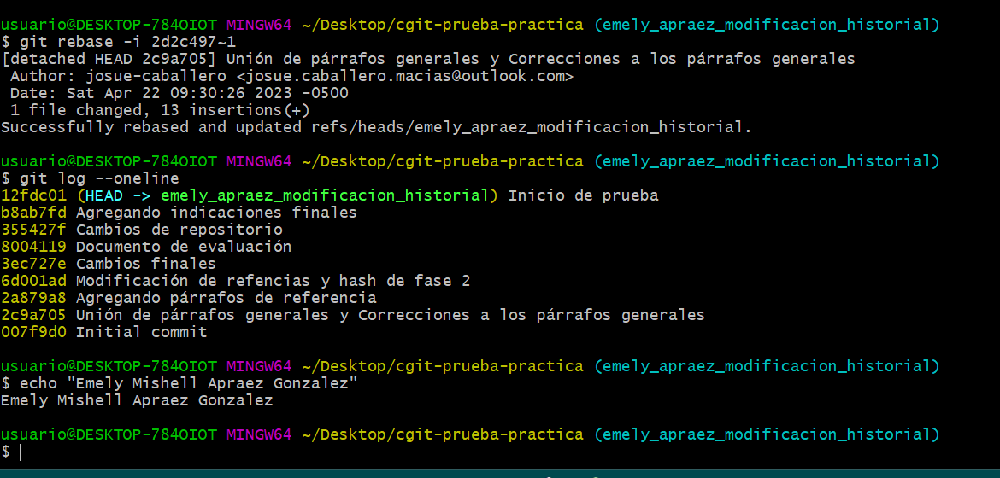 usuario@DESKTOP-784OIOT MINGW64 ~/Desktop/cgit-prueba-practica (emely_apraez_modificacion_historial)
$ git rebase -i 2d2c497~1
[detached HEAD 2c9a705] Unión de párrafos generales y Correcciones a los párrafos generales
 Author: josue-caballero <josue.caballero.macias@outlook.com>
 Date: Sat Apr 22 09:30:26 2023 -0500
 1 file changed, 13 insertions(+)
Successfully rebased and updated refs/heads/emely_apraez_modificacion_historial.

usuario@DESKTOP-784OIOT MINGW64 ~/Desktop/cgit-prueba-practica (emely_apraez_modificacion_historial)
$ git log --oneline
12fdc01 (HEAD -> emely_apraez_modificacion_historial) Inicio de prueba
b8ab7fd Agregando indicaciones finales
355427f Cambios de repositorio
8004119 Documento de evaluación
3ec727e Cambios finales
6d001ad Modificación de refencias y hash de fase 2
2a879a8 Agregando párrafos de referencia
2c9a705 Unión de párrafos generales y Correcciones a los párrafos generales
007f9d0 Initial commit

usuario@DESKTOP-784OIOT MINGW64 ~/Desktop/cgit-prueba-practica (emely_apraez_modificacion_historial)
$ echo "Emely Mishell Apraez Gonzalez"
Emely Mishell Apraez Gonzalez

usuario@DESKTOP-784OIOT MINGW64 ~/Desktop/cgit-prueba-practica (emely_apraez_modificacion_historial)
$